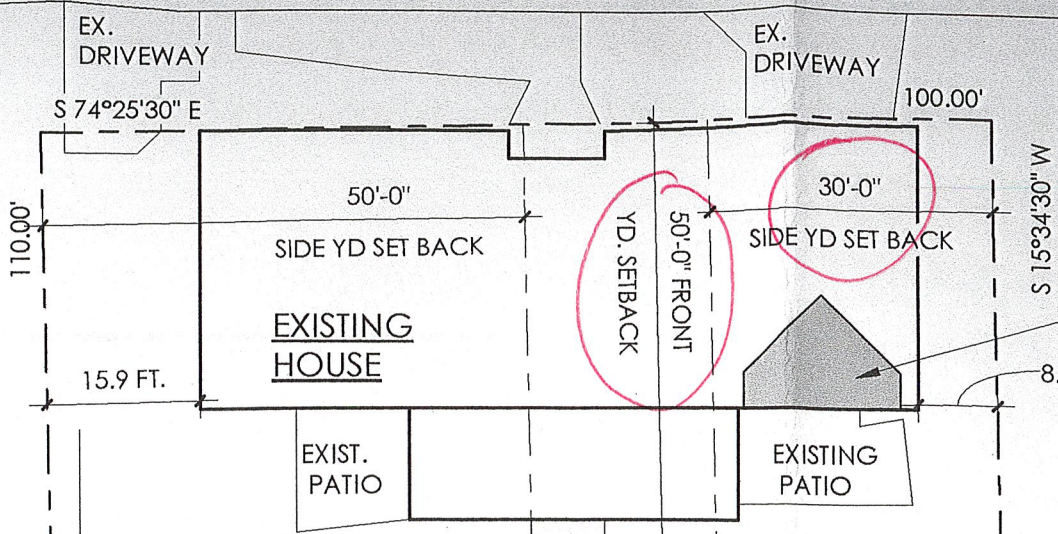 EX.
DRIVEWAY
EX.
DRIVEWAY
S 74°25'30" E
100.00'
110.00'
50'-0"
SIDE YD SET BACK
50'-0" FRONT
YD. SETBACK
30'-0"
SIDE YD SET BACK
S 15°34'30" W
EXISTING
HOUSE
15.9 FT.
8.
EXIST.
PATIO
EXISTING
PATIO